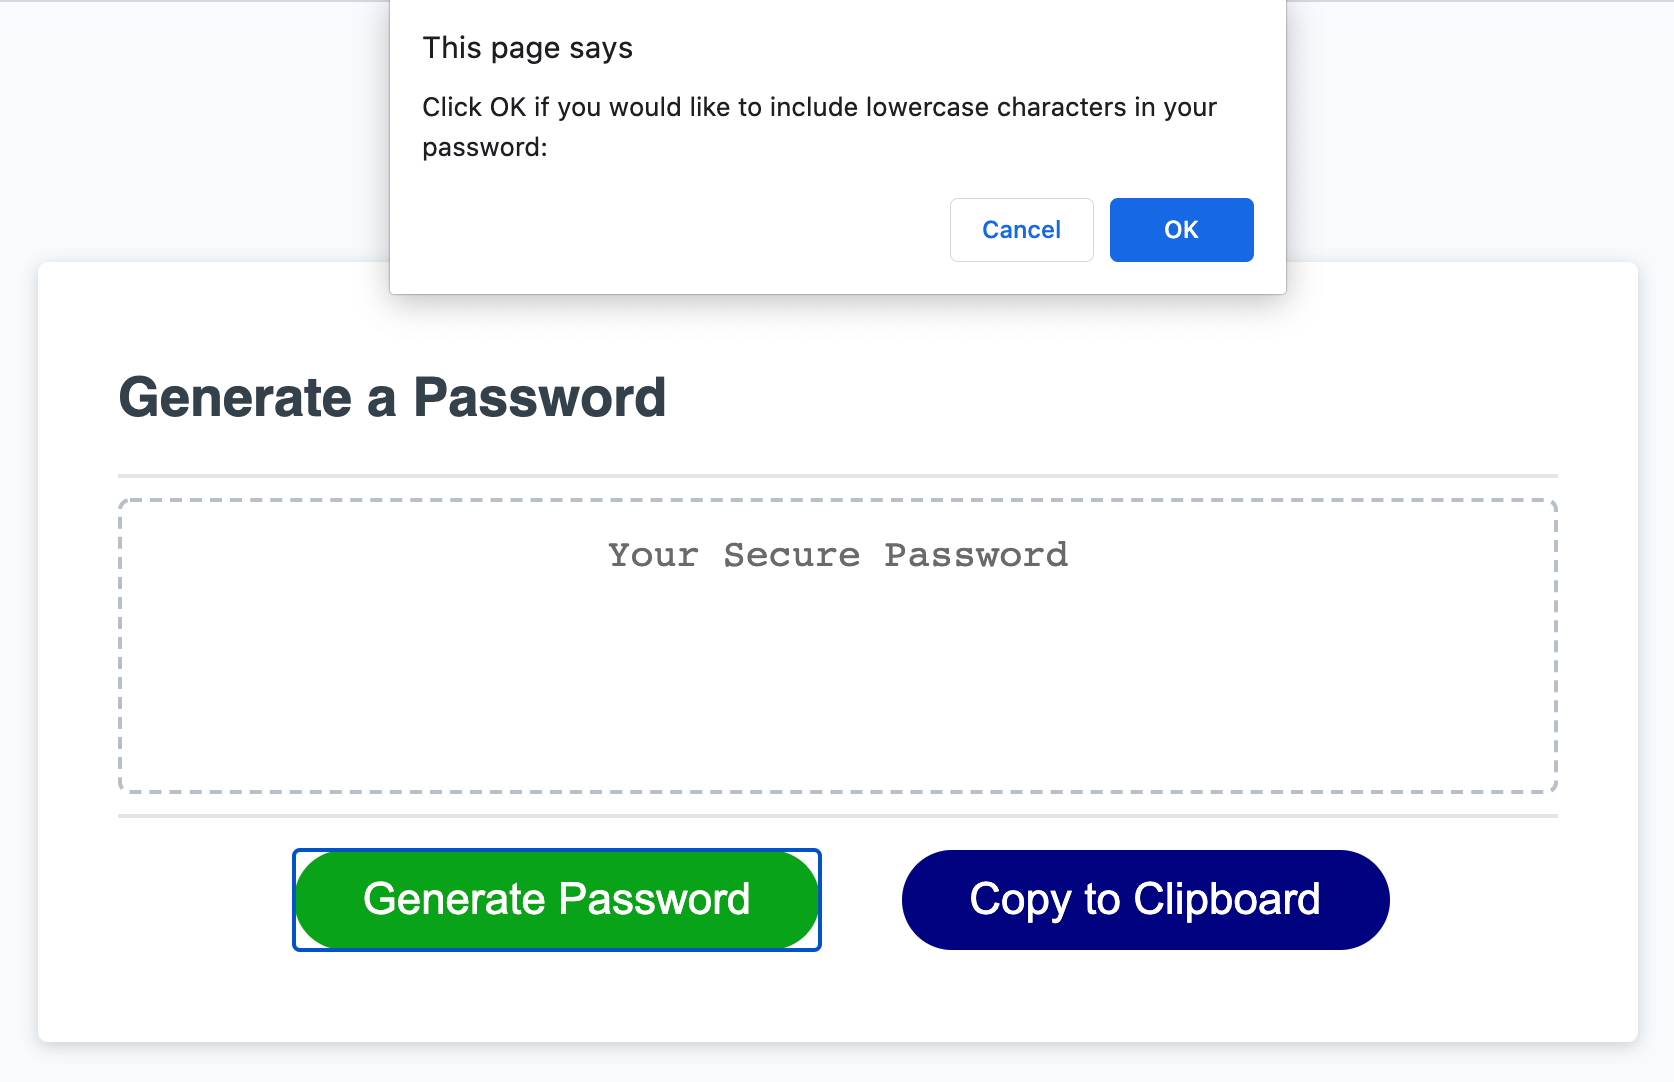 This page says
Click OK if you would like to include lowercase characters in your
password:
Cancel
OK
Generate a Password
Your Secure Password
Generate Password
Copy to Clipboard